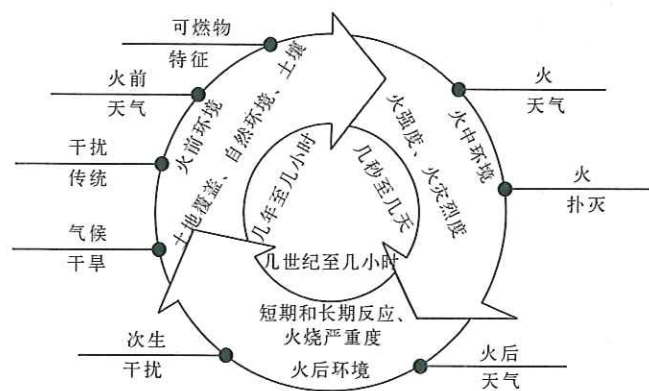 可燃物
特征
火前
天气
干扰
传统
气候
干旱
次生
干扰
火
天气
火
扑灭
火后
天气
火前环境
土地覆盖、自然环境、土壤
几年至几小时
火中环境
火强度、火灾烈度
几秒至几天
几世纪至几小时
短期和长期反应、
火烧严重度
火后环境